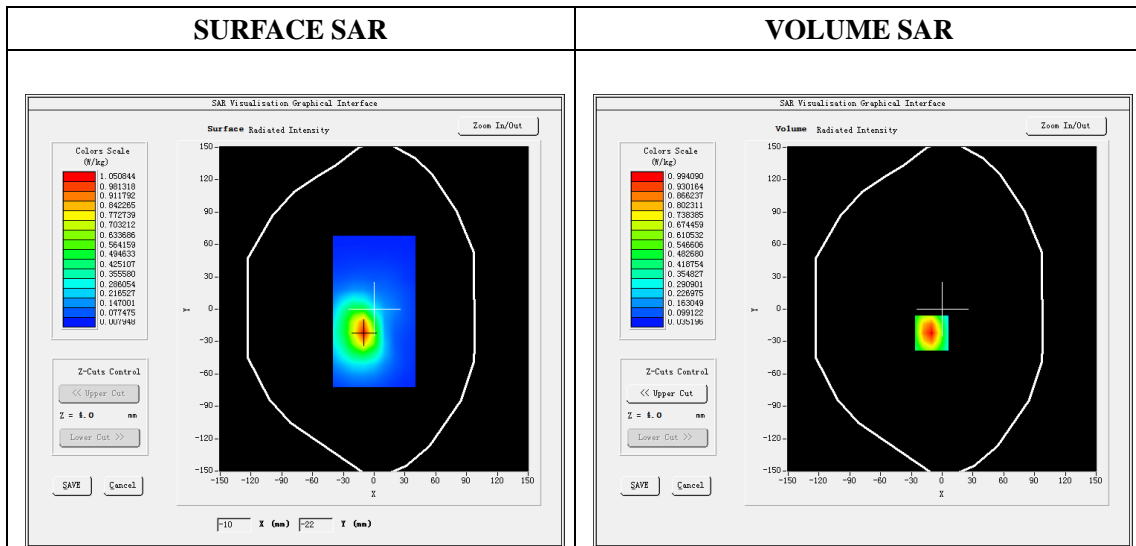 SURFACE SAR
VOLUME SAR
SAR Visualisation Graphical Interface
Surface Radiated Intensity
Zoom In/Out
Colors Scale
(W/kg)
1.050844
0.981318
0.911792
0.842265
0.772739
0.703212
0.633686
0.564159
0.494633
0.425107
0.355580
0.286054
0.216527
0.147001
0.077475
0.007948
Z-Cuts Control
<< Upper Cut
Z = 4.0 mm
Lower Cut >>
SAVE
Cancel
150
120
90
60
30
0
-30
-60
-90
-120
-150
Y
-150 -120 -90 -60 -30 0 30 60 90 120 150
X
-10 X (mm) -22 Y (mm)
SAR Visualisation Graphical Interface
Volume Radiated Intensity
Zoom In/Out
Colors Scale
(W/kg)
0.994090
0.930164
0.866237
0.802311
0.738385
0.674459
0.610532
0.546606
0.482680
0.418754
0.354827
0.290901
0.226975
0.163049
0.099122
0.035196
Z-Cuts Control
<< Upper Cut
Z = 4.0 mm
Lower Cut >>
SAVE
Cancel
150
120
90
60
30
0
-30
-60
-90
-120
-150
Y
-150 -120 -90 -60 -30 0 30 60 90 120 150
X